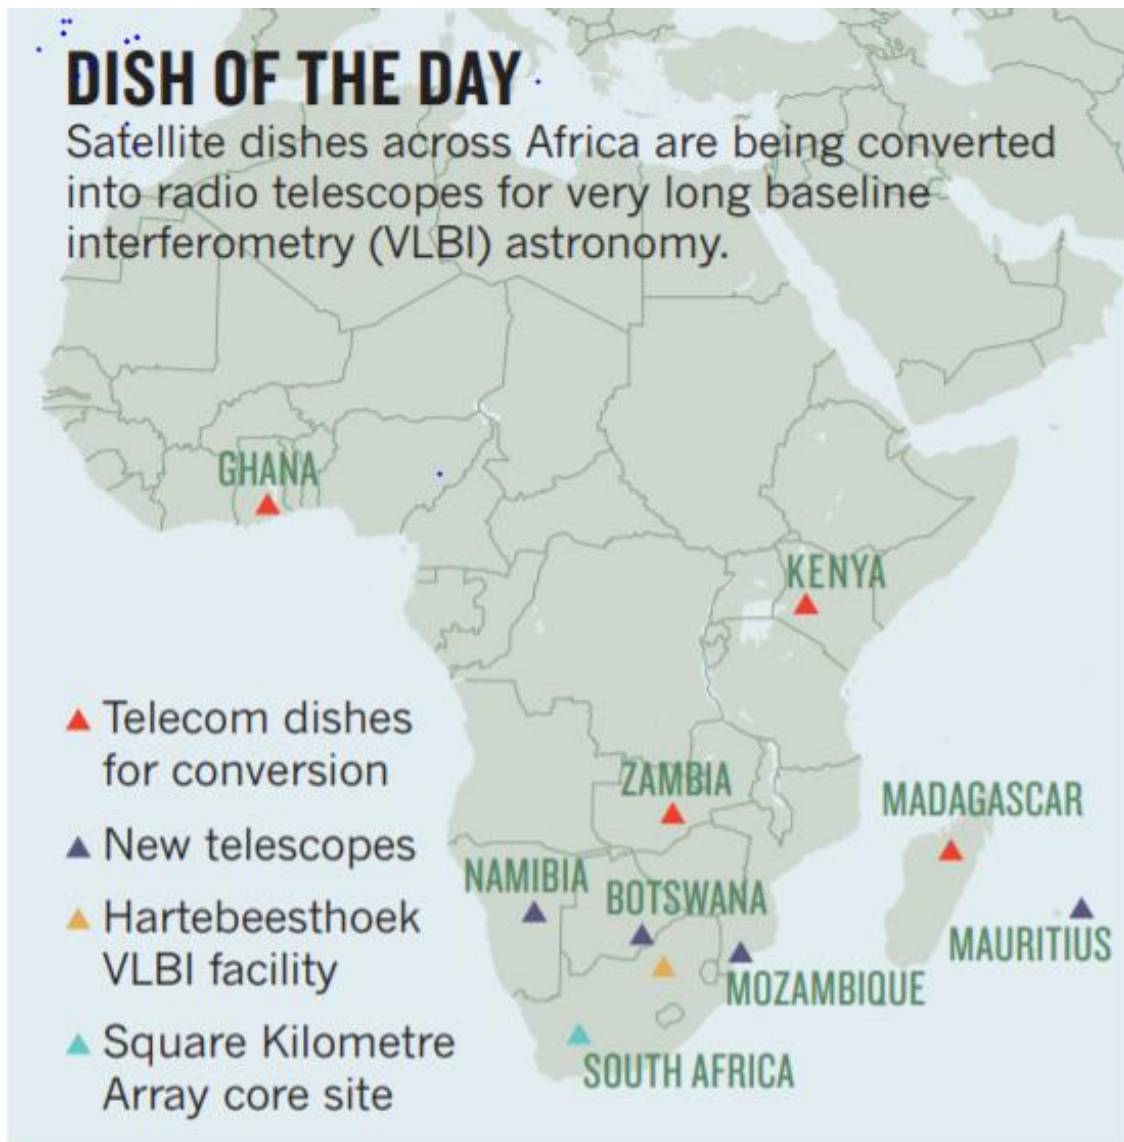 DISH OF THE DAY
Satellite dishes across Africa are being converted
into radio telescopes for very long baseline
interferometry (VLBI) astronomy.
GHANA
KENYA
Telecom dishes
for conversion
New telescopes
Hartebeesthoek
VLBI facility
Square Kilometre
Array core site
ZAMBIA
MADAGASCAR
NAMIBIA
BOTSWANA
MAURITIUS
MOZAMBIQUE
SOUTH AFRICA